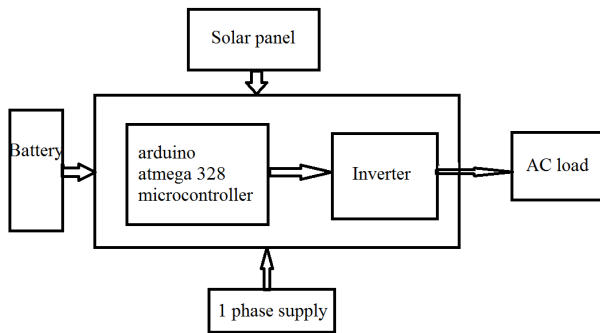 Solar panel
Battery
arduino
atmega 328
microcontroller
Inverter
AC load
1 phase supply